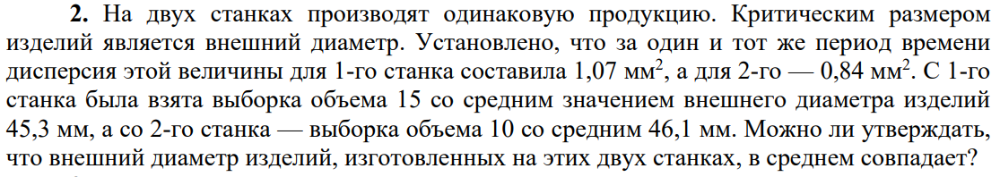 2. На двух станках производят одинаковую продукцию. Критическим размером
изделий является внешний диаметр. Установлено, что за один и тот же период времени
дисперсия этой величины для 1-го станка составила 1,07 мм², а для 2-го — 0,84 мм². С 1-го
станка была взята выборка объема 15 со средним значением внешнего диаметра изделий
45,3 мм, а со 2-го станка — выборка объема 10 со средним 46,1 мм. Можно ли утверждать,
что внешний диаметр изделий, изготовленных на этих двух станках, в среднем совпадает?